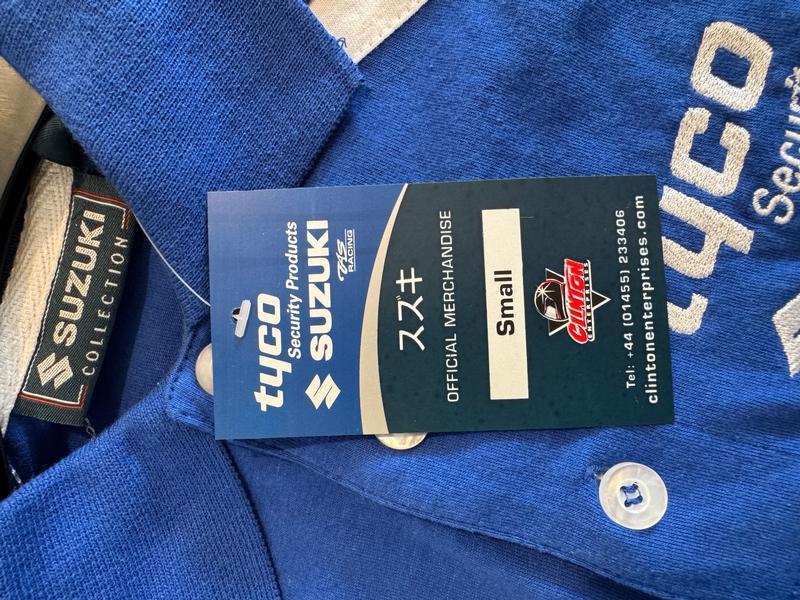 SUZUKI
COLLECTION
tyco
Security Products
SUZUKI
TAS
RACING
スズキ
OFFICIAL MERCHANDISE
Small
CLINTON
ENTERPRISES
Tel: +44 (01455) 233406
clintonenterprises.com
tyco